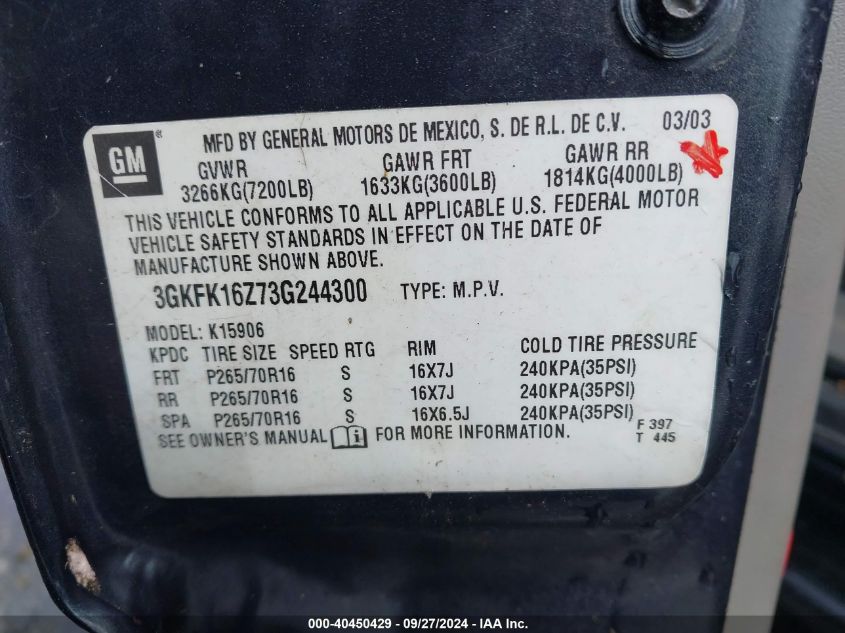 GM ® MFD BY GENERAL MOTORS DE MEXICO, S. DE R.L. DE C.V. 03/03
GVWR GAWR FRT GAWR RR
3266KG(7200LB) 1633KG(3600LB) 1814KG(4000LB)
THIS VEHICLE CONFORMS TO ALL APPLICABLE U.S. FEDERAL MOTOR
VEHICLE SAFETY STANDARDS IN EFFECT ON THE DATE OF
MANUFACTURE SHOWN ABOVE.
3GKFK16Z73G244300 TYPE: M.P.V.
MODEL: K15906
KPDC TIRE SIZE SPEED RTG RIM COLD TIRE PRESSURE
FRT P265/70R16 S 16X7J 240KPA(35PSI)
RR P265/70R16 S 16X7J 240KPA(35PSI)
SPA P265/70R16 S 16X6.5J 240KPA(35PSI)
SEE OWNER'S MANUAL i FOR MORE INFORMATION.
F 397
T 445
000-40450429 - 09/27/2024 - IAA Inc.